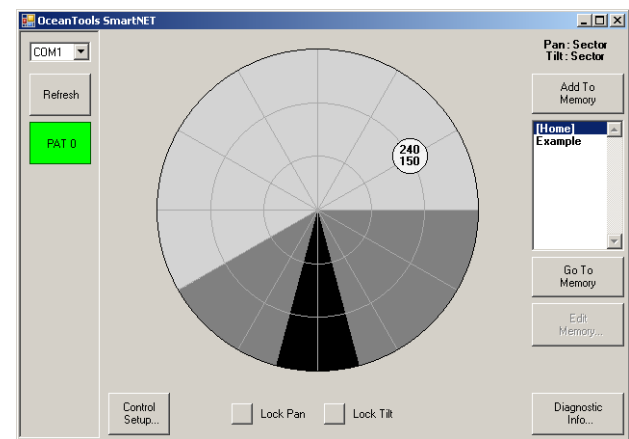 OceanTools SmartNET
COM1
Refresh
PAT 0
240
150
Pan: Sector
Tilt: Sector
Add To
Memory
[Home]
Example
Go To
Memory
Edit
Memory...
Control
Setup...
Lock Pan
Lock Tilt
Diagnostic
Info...